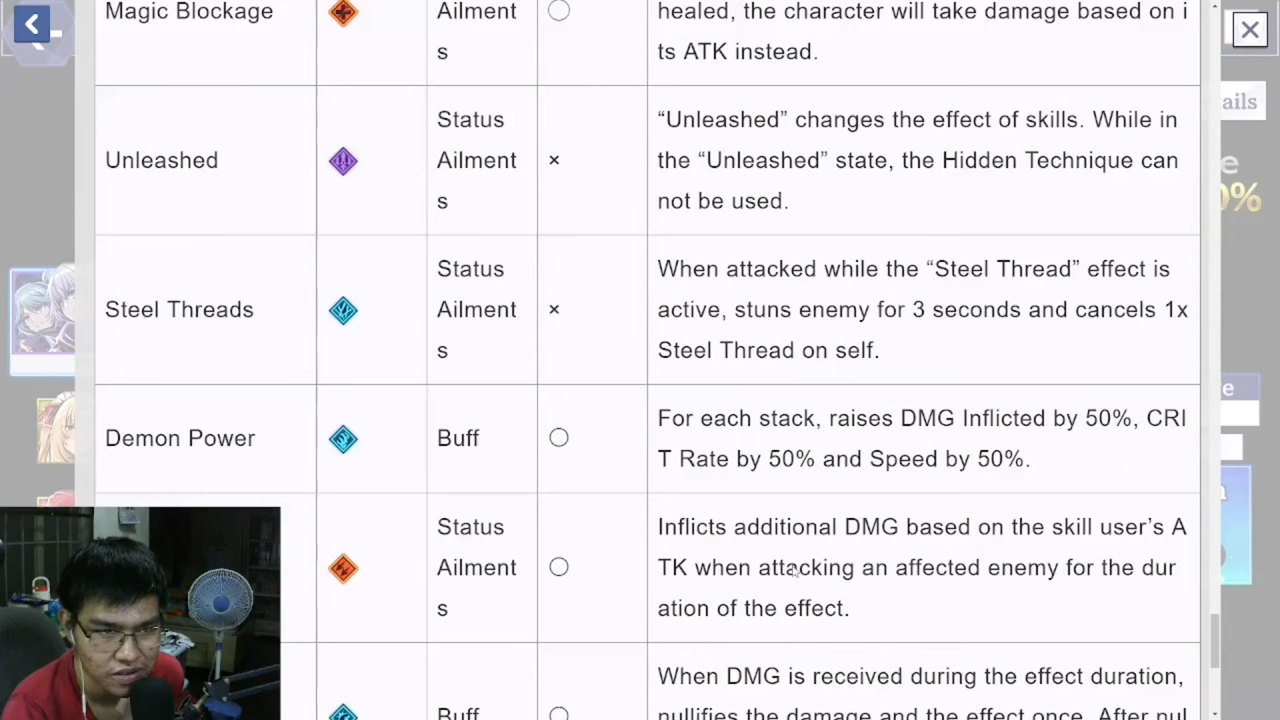 Magic Blockage
Ailment
s
healed, the character will take damage based on i
ts ATK instead.
ails
Unleashed
Status
Ailment
s
×
“Unleashed” changes the effect of skills. While in
the “Unleashed” state, the Hidden Technique can
not be used.
e
0%
Steel Threads
Status
Ailment
s
×
When attacked while the “Steel Thread” effect is
active, stuns enemy for 3 seconds and cancels 1x
Steel Thread on self.
Demon Power
Buff
For each stack, raises DMG Inflicted by 50%, CRI
T Rate by 50% and Speed by 50%.
e
Status
Ailment
s
Inflicts additional DMG based on the skill user’s A
TK when attacking an affected enemy for the dur
ation of the effect.
Buff
When DMG is received during the effect duration,
nullifies the damage and the effect once. After nul